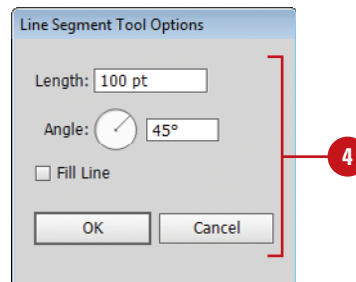 Line Segment Tool Options
Length: 100 pt
Angle: 45°
Fill Line
OK Cancel
4